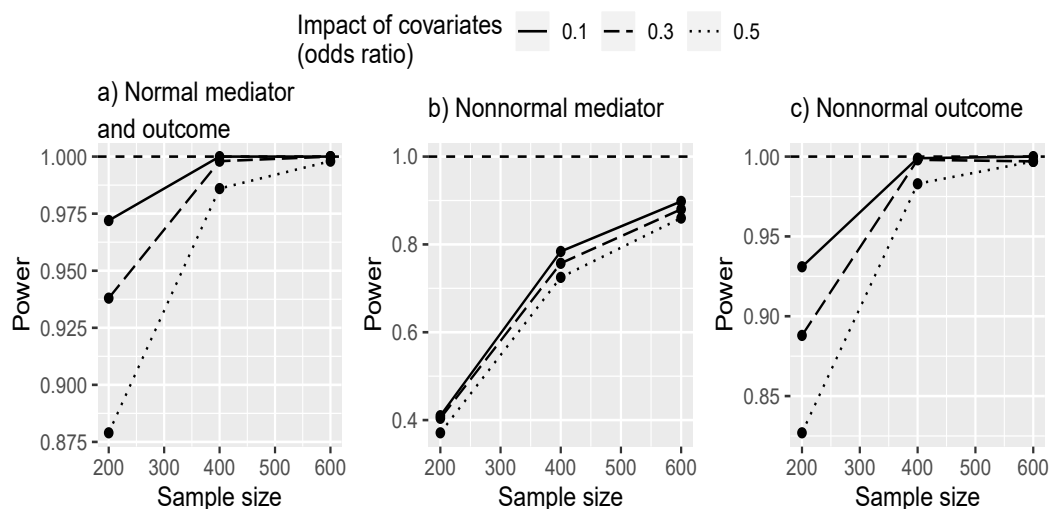 Impact of covariates
(odds ratio)
0.1
0.3
0.5
a) Normal mediator
and outcome
b) Nonnormal mediator
c) Nonnormal outcome
Power
1.000
0.975
0.950
0.925
0.900
0.875
200
300
400
500
600
Sample size
Power
1.0
0.8
0.6
0.4
200
300
400
500
600
Sample size
Power
1.00
0.95
0.90
0.85
200
300
400
500
600
Sample size